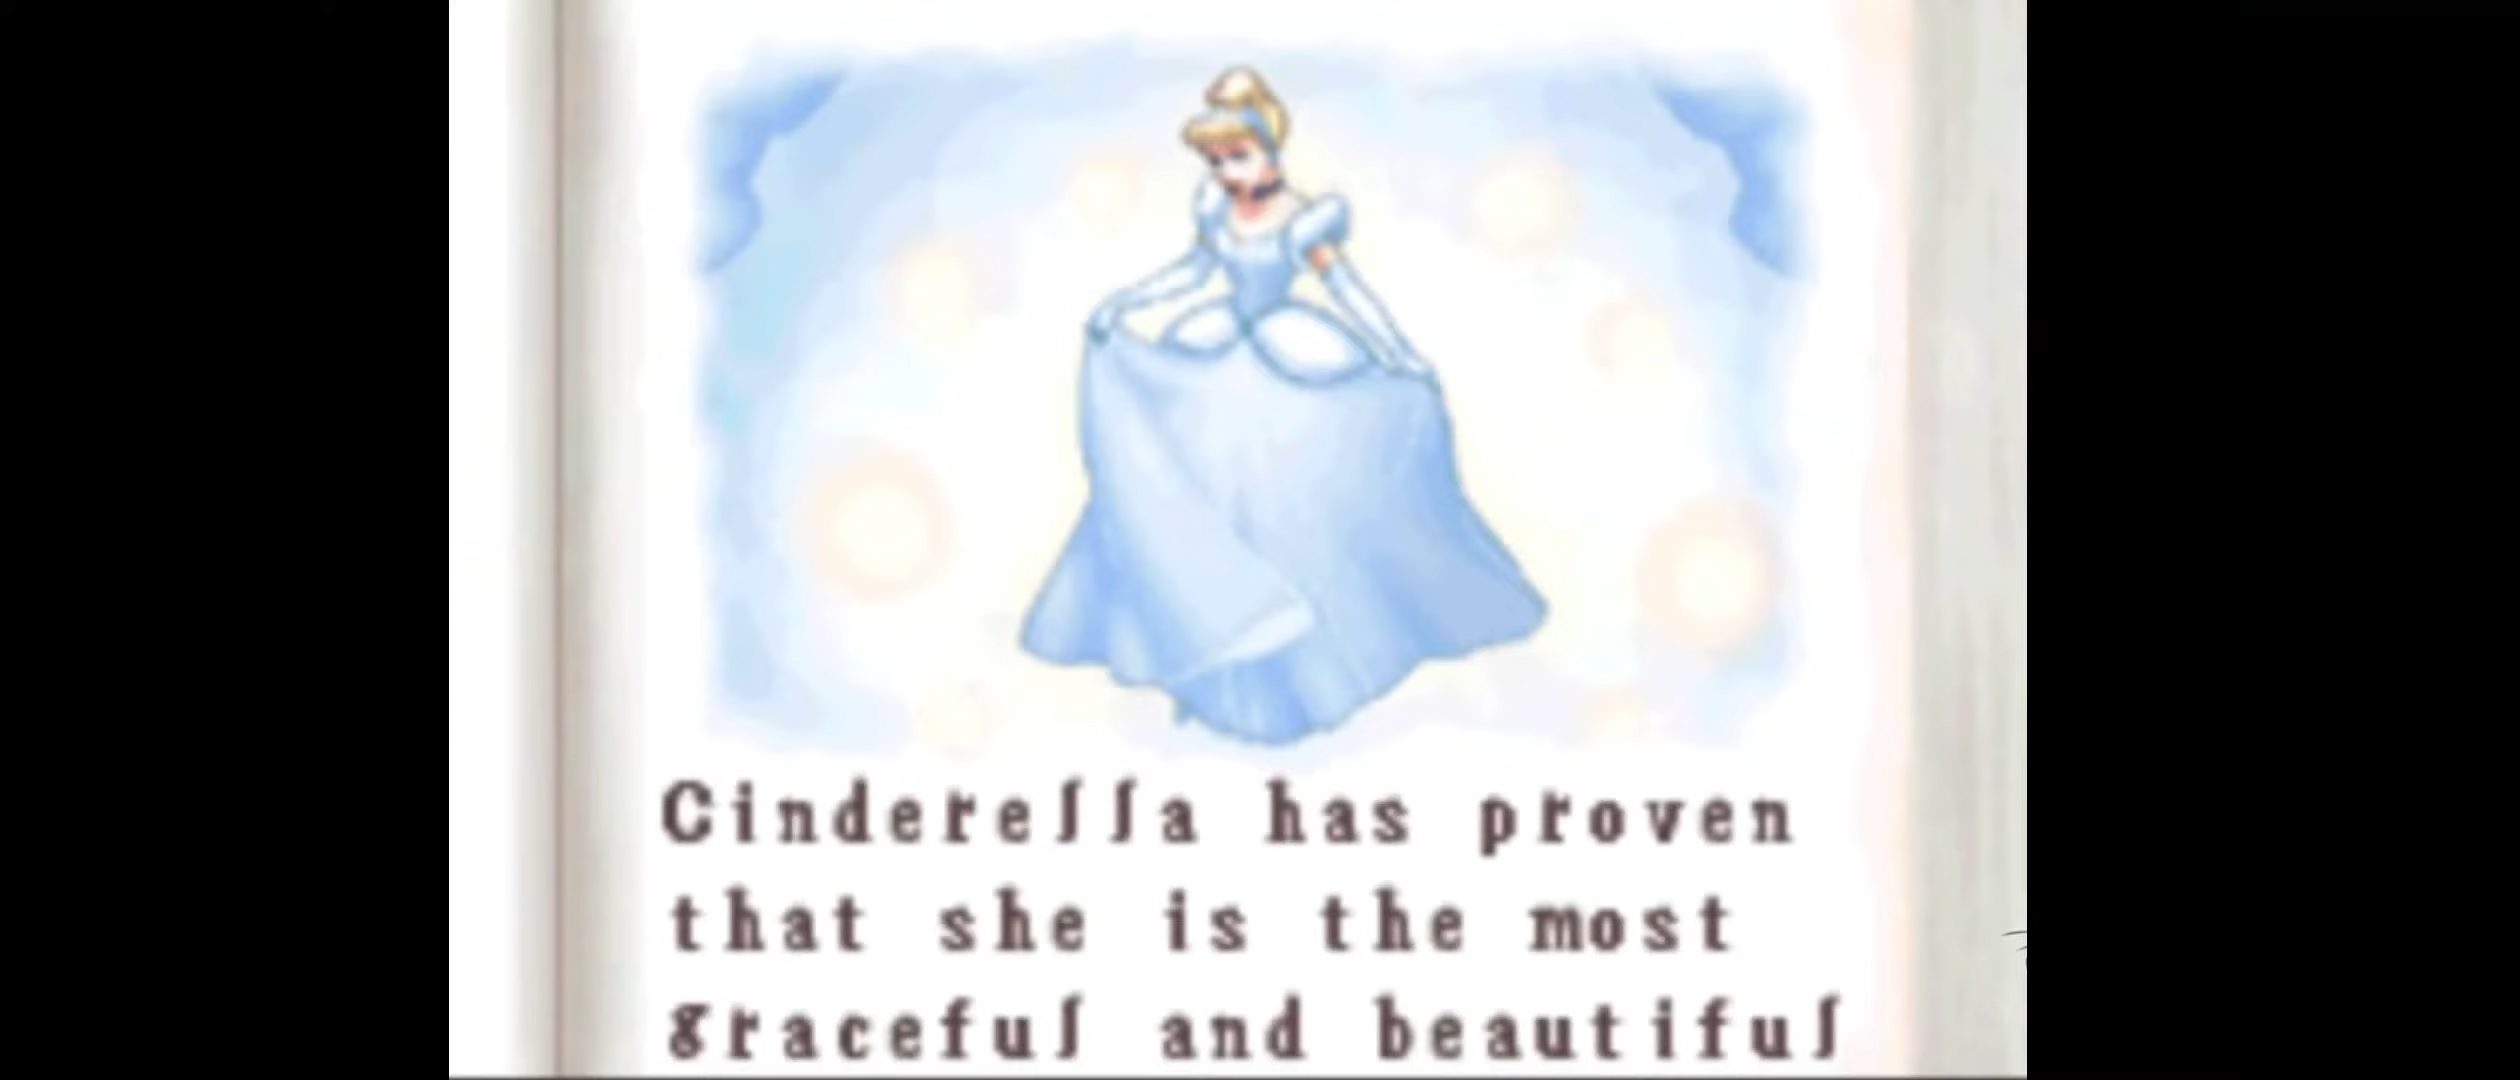 Cinderella has proven
that she is the most
graceful and beautiful